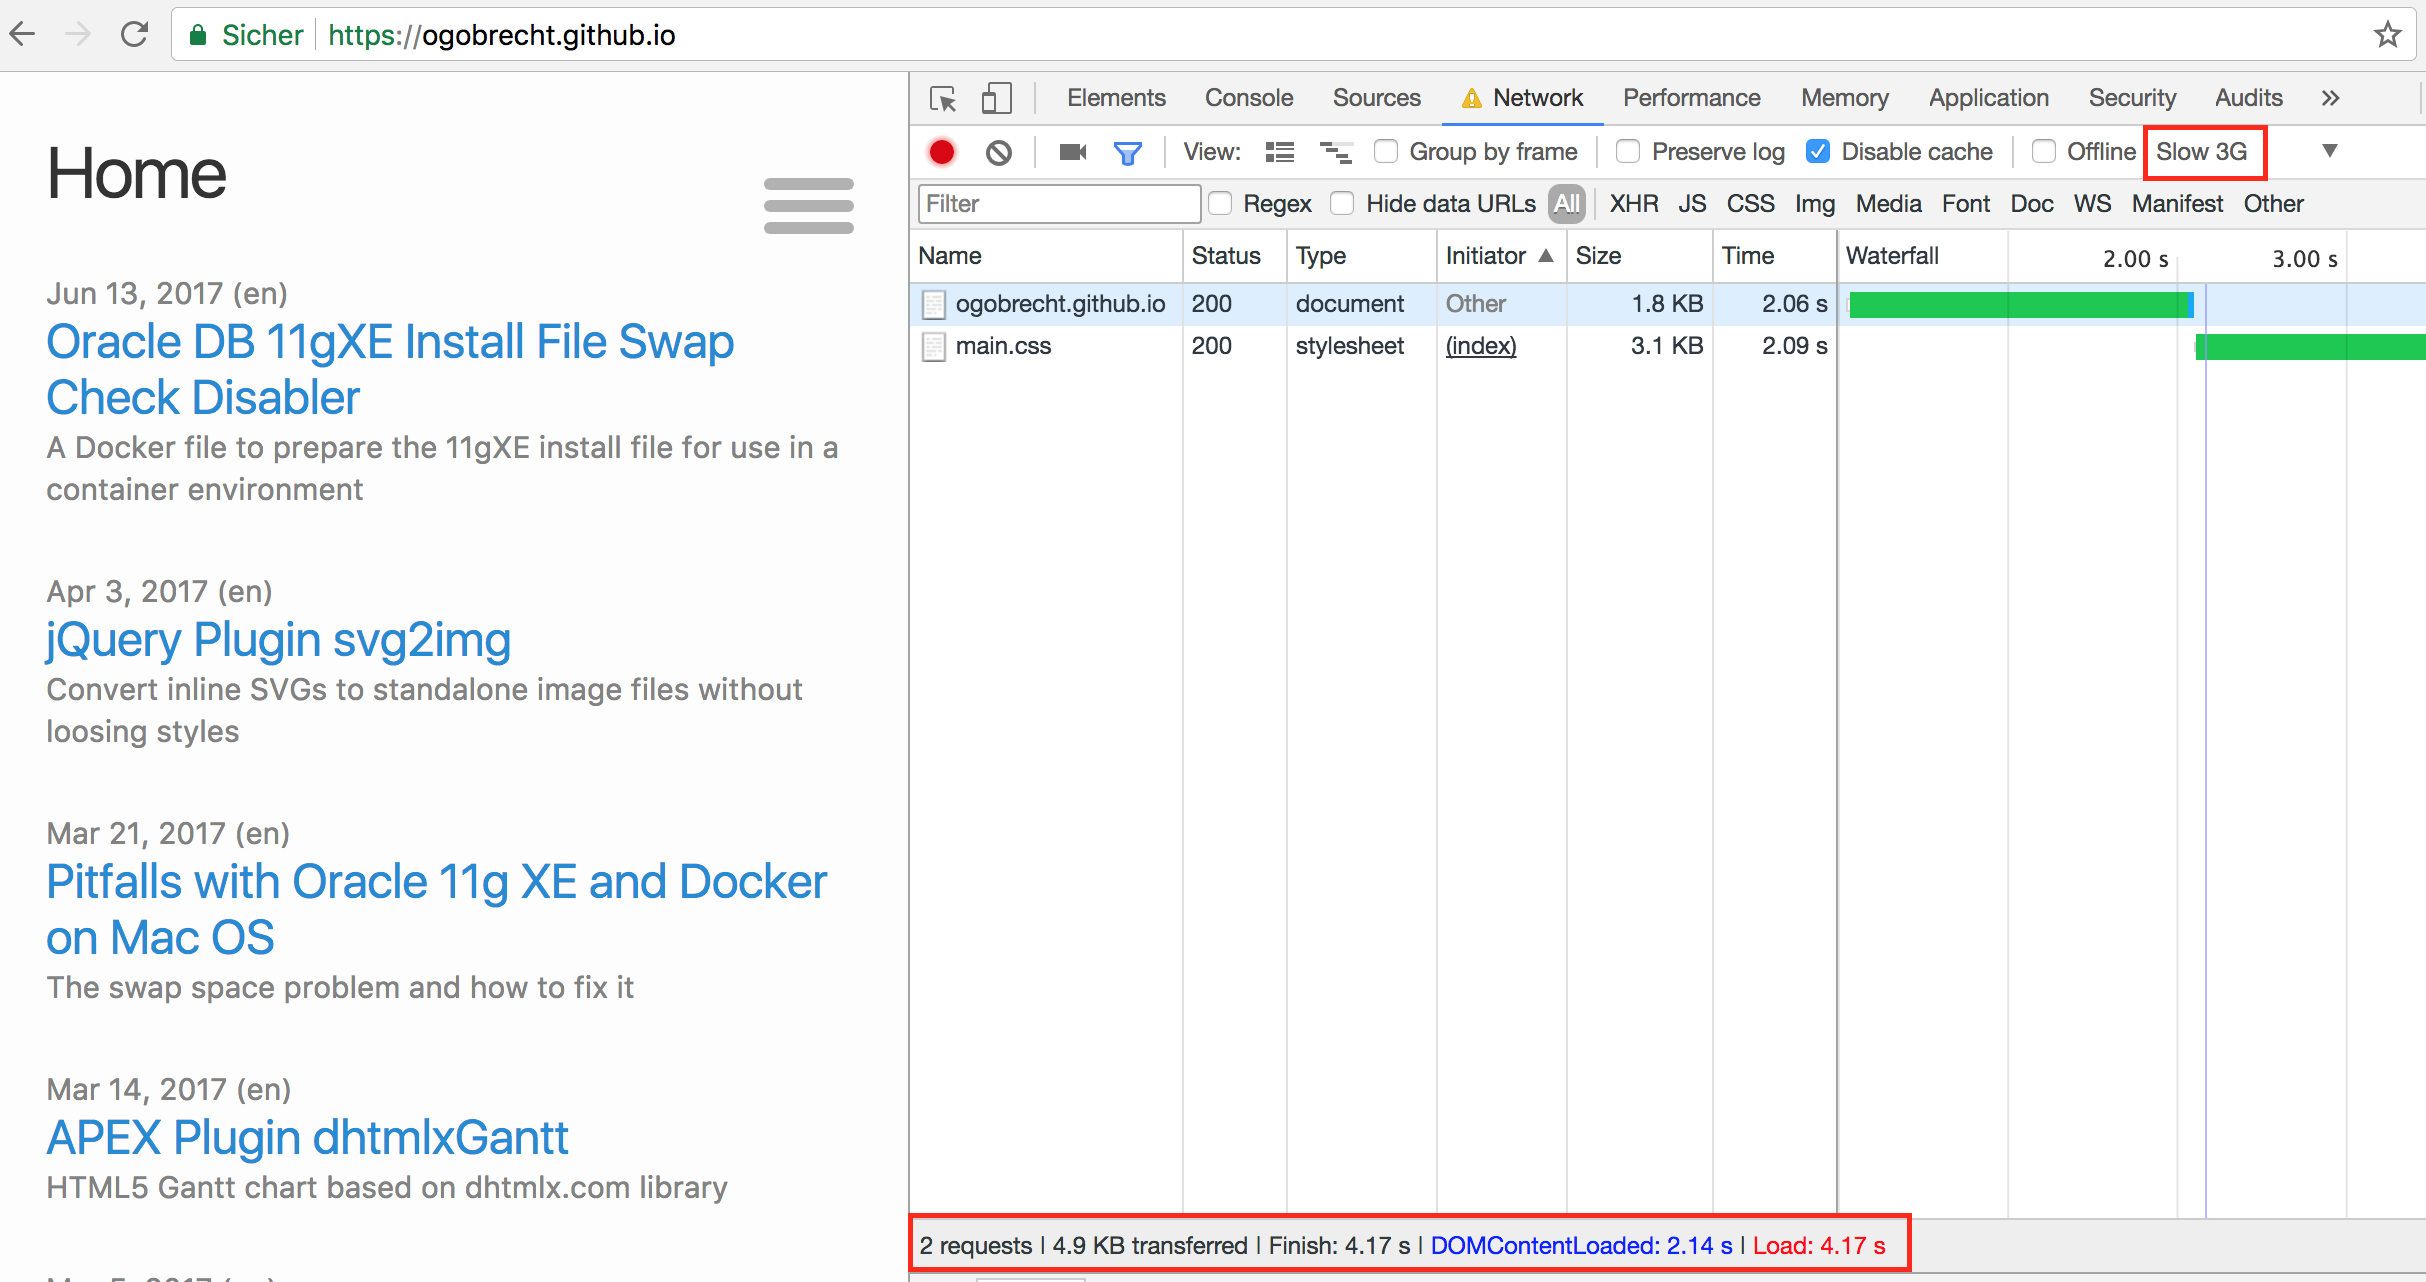 Sicher https://ogobrecht.github.io
Home
Jun 13, 2017 (en)
Oracle DB 11gXE Install File Swap
Check Disabler
A Docker file to prepare the 11gXE install file for use in a
container environment
Apr 3, 2017 (en)
jQuery Plugin svg2img
Convert inline SVGs to standalone image files without
loosing styles
Mar 21, 2017 (en)
Pitfalls with Oracle 11g XE and Docker
on Mac OS
The swap space problem and how to fix it
Mar 14, 2017 (en)
APEX Plugin dhtmlxGantt
HTML5 Gantt chart based on dhtmlx.com library
Elements Console Sources Network Performance Memory Application Security Audits »
View: Group by frame Preserve log Disable cache Offline Slow 3G ▼
Filter Regex Hide data URLs All XHR JS CSS Img Media Font Doc WS Manifest Other
Name Status Type Initiator ▲ Size Time Waterfall 2.00 s 3.00 s
ogobrecht.github.io 200 document Other 1.8 KB 2.06 s
main.css 200 stylesheet (index) 3.1 KB 2.09 s
2 requests | 4.9 KB transferred | Finish: 4.17 s | DOMContentLoaded: 2.14 s | Load: 4.17 s